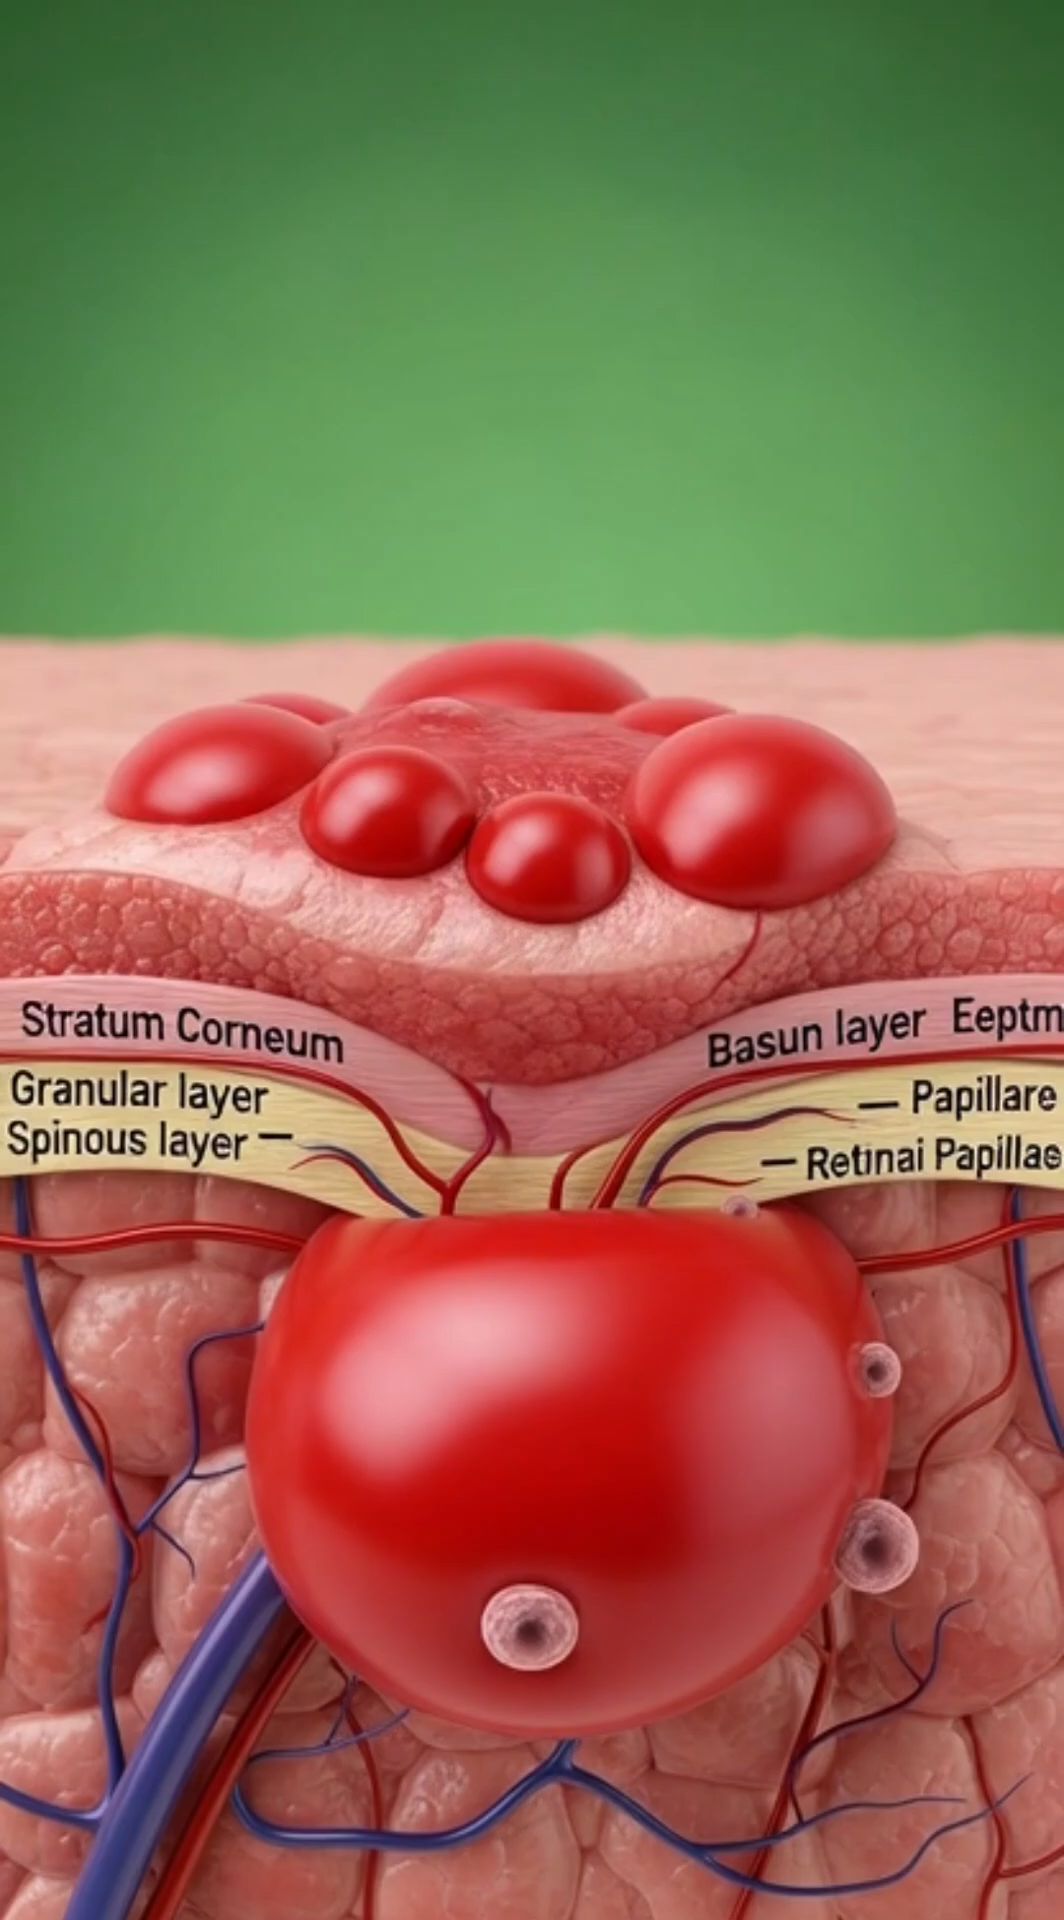 Stratum Corneum
Granular layer
Spinous layer
Basun layer Eeptm
Papillare
Retinai Papillae